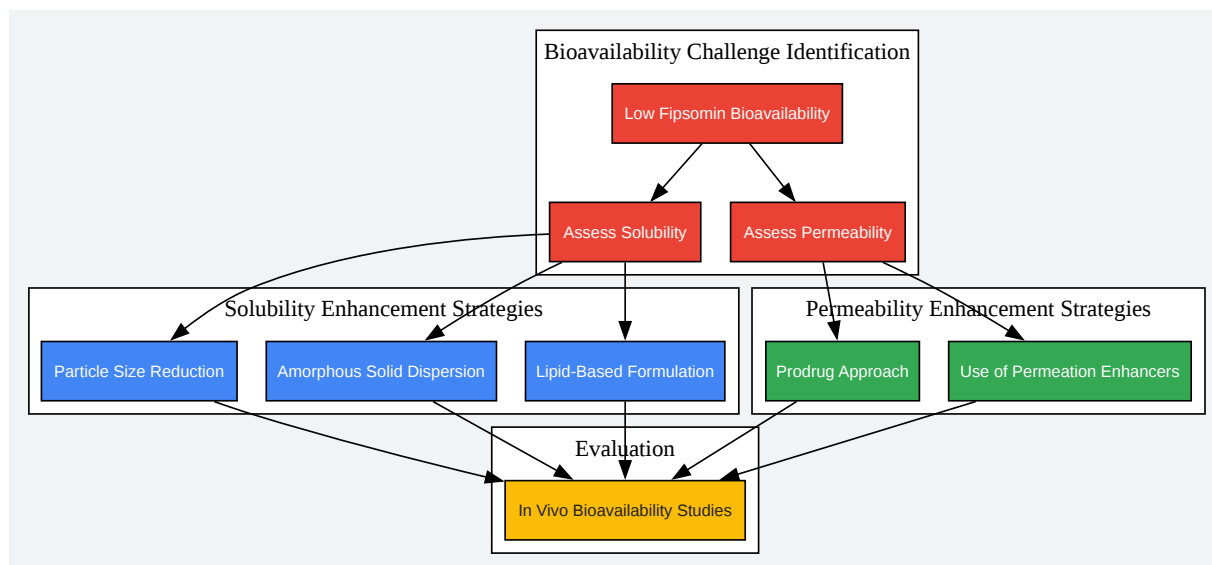 Bioavailability Challenge Identification
Low Fipsomin Bioavailability
Assess Solubility
Assess Permeability
Solubility Enhancement Strategies
Permeability Enhancement Strategies
Particle Size Reduction
Amorphous Solid Dispersion
Lipid-Based Formulation
Prodrug Approach
Use of Permeation Enhancers
Evaluation
In Vivo Bioavailability Studies